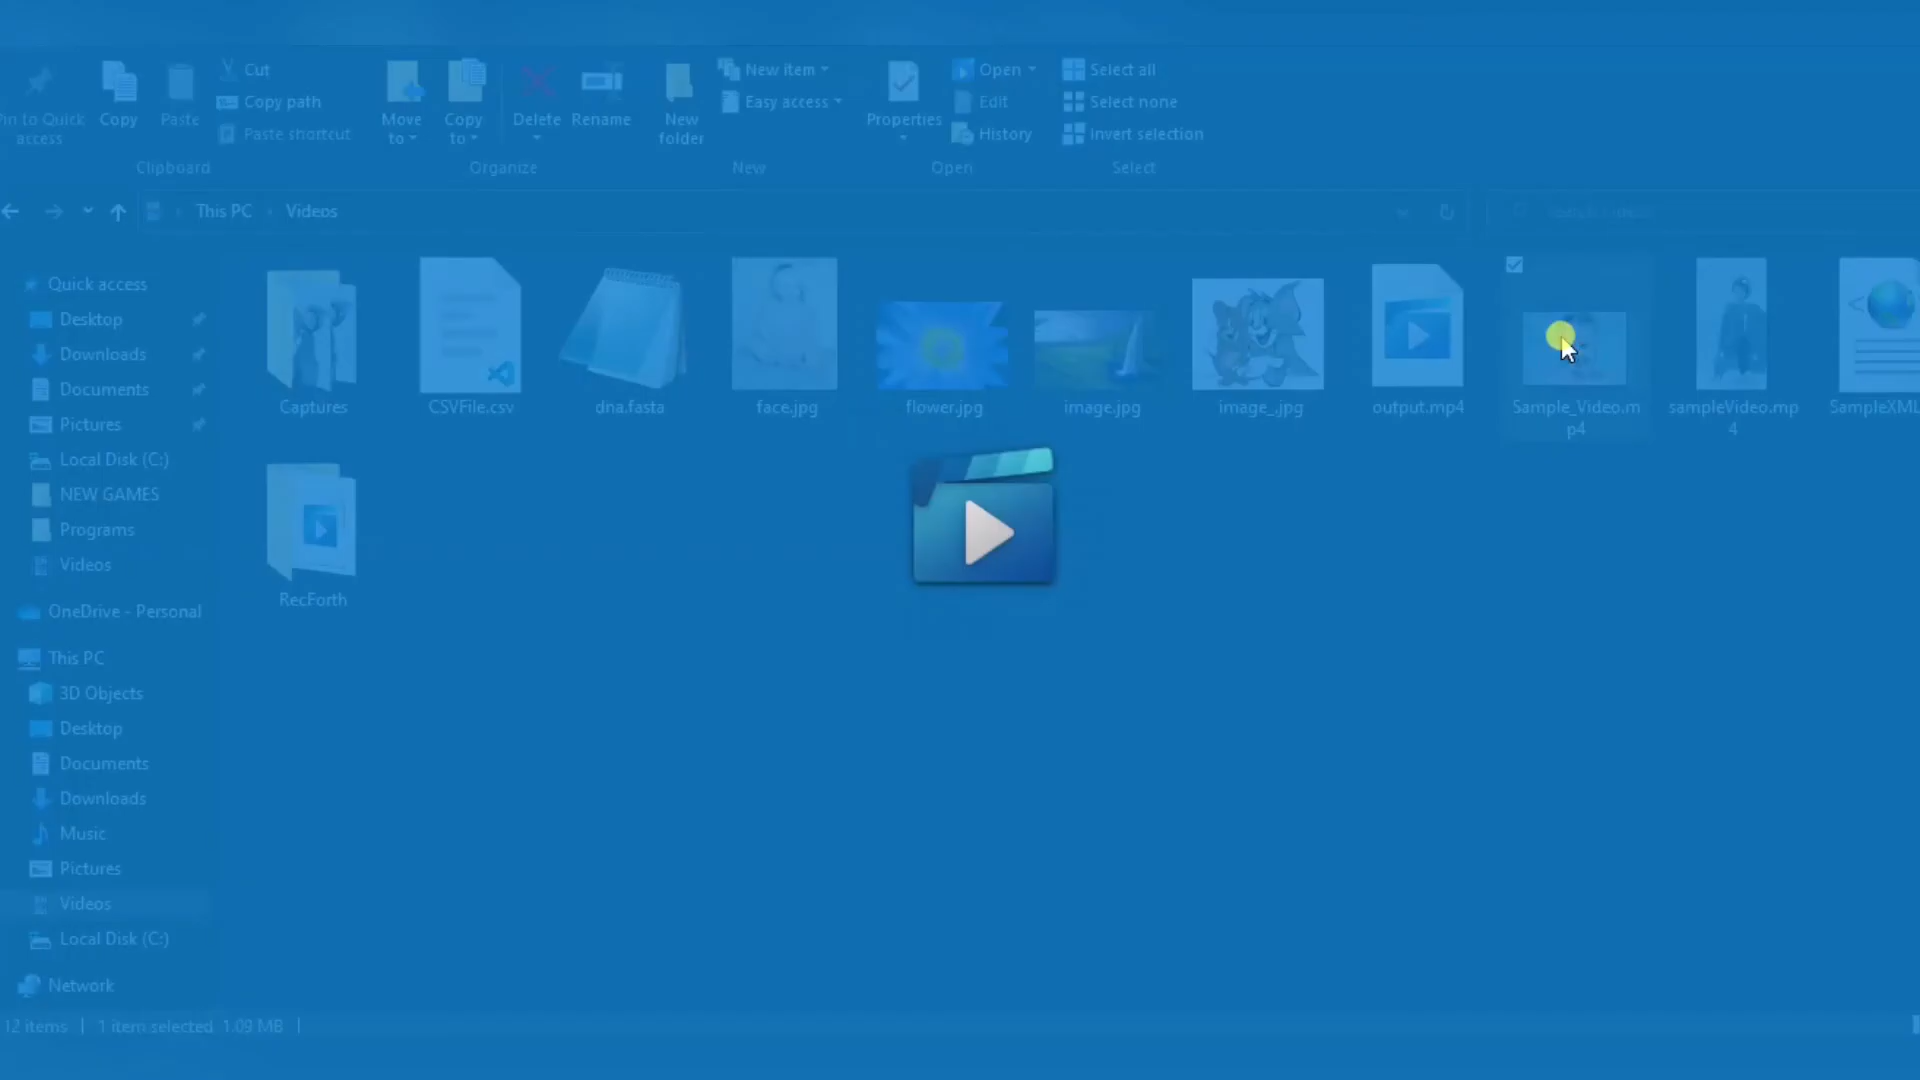 Pin to Quick
access
Copy
Paste
Cut
Copy path
Paste shortcut
Clipboard
Move
to
Copy
to
Delete
Rename
Organize
New
folder
New item
Easy access
New
Properties
Open
Edit
History
Open
Select all
Select none
Invert selection
Select
This PC
Videos
Quick access
Desktop
Downloads
Documents
Pictures
Local Disk (C:)
NEW GAMES
Programs
Videos
OneDrive - Personal
This PC
3D Objects
Desktop
Documents
Downloads
Music
Pictures
Videos
Local Disk (C:)
Network
Captures
CSVFile.csv
dna.fasta
face.jpg
flower.jpg
image.jpg
image_.jpg
output.mp4
Sample_Video.m
p4
sampleVideo.mp
4
SampleXML
RecForth
12 items
1 item selected 1.09 MB